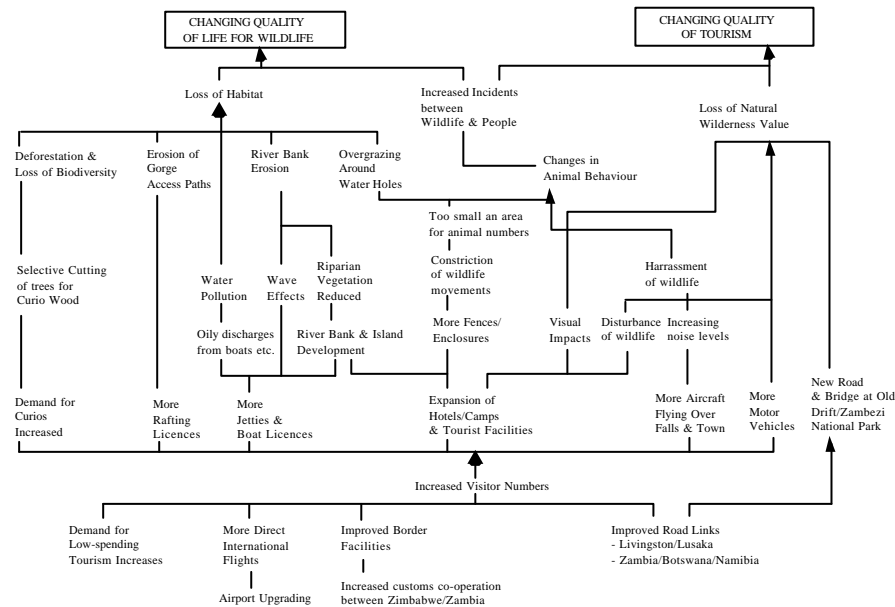 CHANGING QUALITY
OF LIFE FOR WILDLIFE
CHANGING QUALITY
OF TOURISM
Loss of Habitat
Increased Incidents
between
Wildlife & People
Loss of Natural
Wilderness Value
Deforestation &
Loss of Biodiversity
Erosion of
Gorge
Access Paths
River Bank
Erosion
Overgrazing
Around
Water Holes
Changes in
Animal Behaviour
Too small an area
for animal numbers
Selective Cutting
of trees for
Curio Wood
Water
Pollution
Wave
Effects
Riparian
Vegetation
Reduced
Constriction
of wildlife
movements
Harrassment
of wildlife
Oily discharges
from boats etc.
River Bank & Island
Development
More Fences/
Enclosures
Visual
Impacts
Disturbance
of wildlife
Increasing
noise levels
Demand for
Curios
Increased
More
Rafting
Licences
More
Jetties &
Boat Licences
Expansion of
Hotels/Camps
& Tourist Facilities
More Aircraft
Flying Over
Falls & Town
More
Motor
Vehicles
New Road
& Bridge at Old
Drift/Zambezi
National Park
Increased Visitor Numbers
Demand for
Low-spending
Tourism Increases
More Direct
International
Flights
Improved Border
Facilities
Improved Road Links
- Livingston/Lusaka
- Zambia/Botswana/Namibia
Airport Upgrading
Increased customs co-operation
between Zimbabwe/Zambia